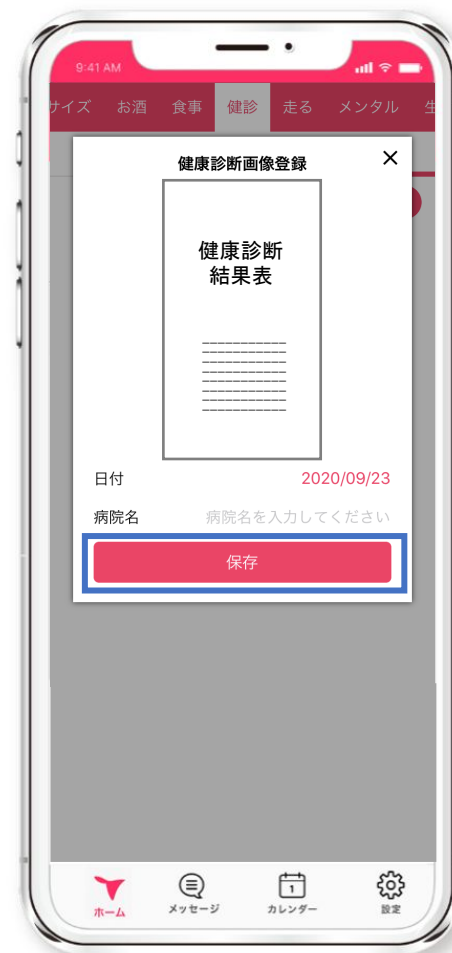 9:41 AM
サイズ お酒 食事 健診 走る メンタル 生
健康診断画像登録
健康診断
結果表
日付 2020/09/23
病院名 病院名を入力してください
保存
1
ホーム メッセージ カレンダー 設定